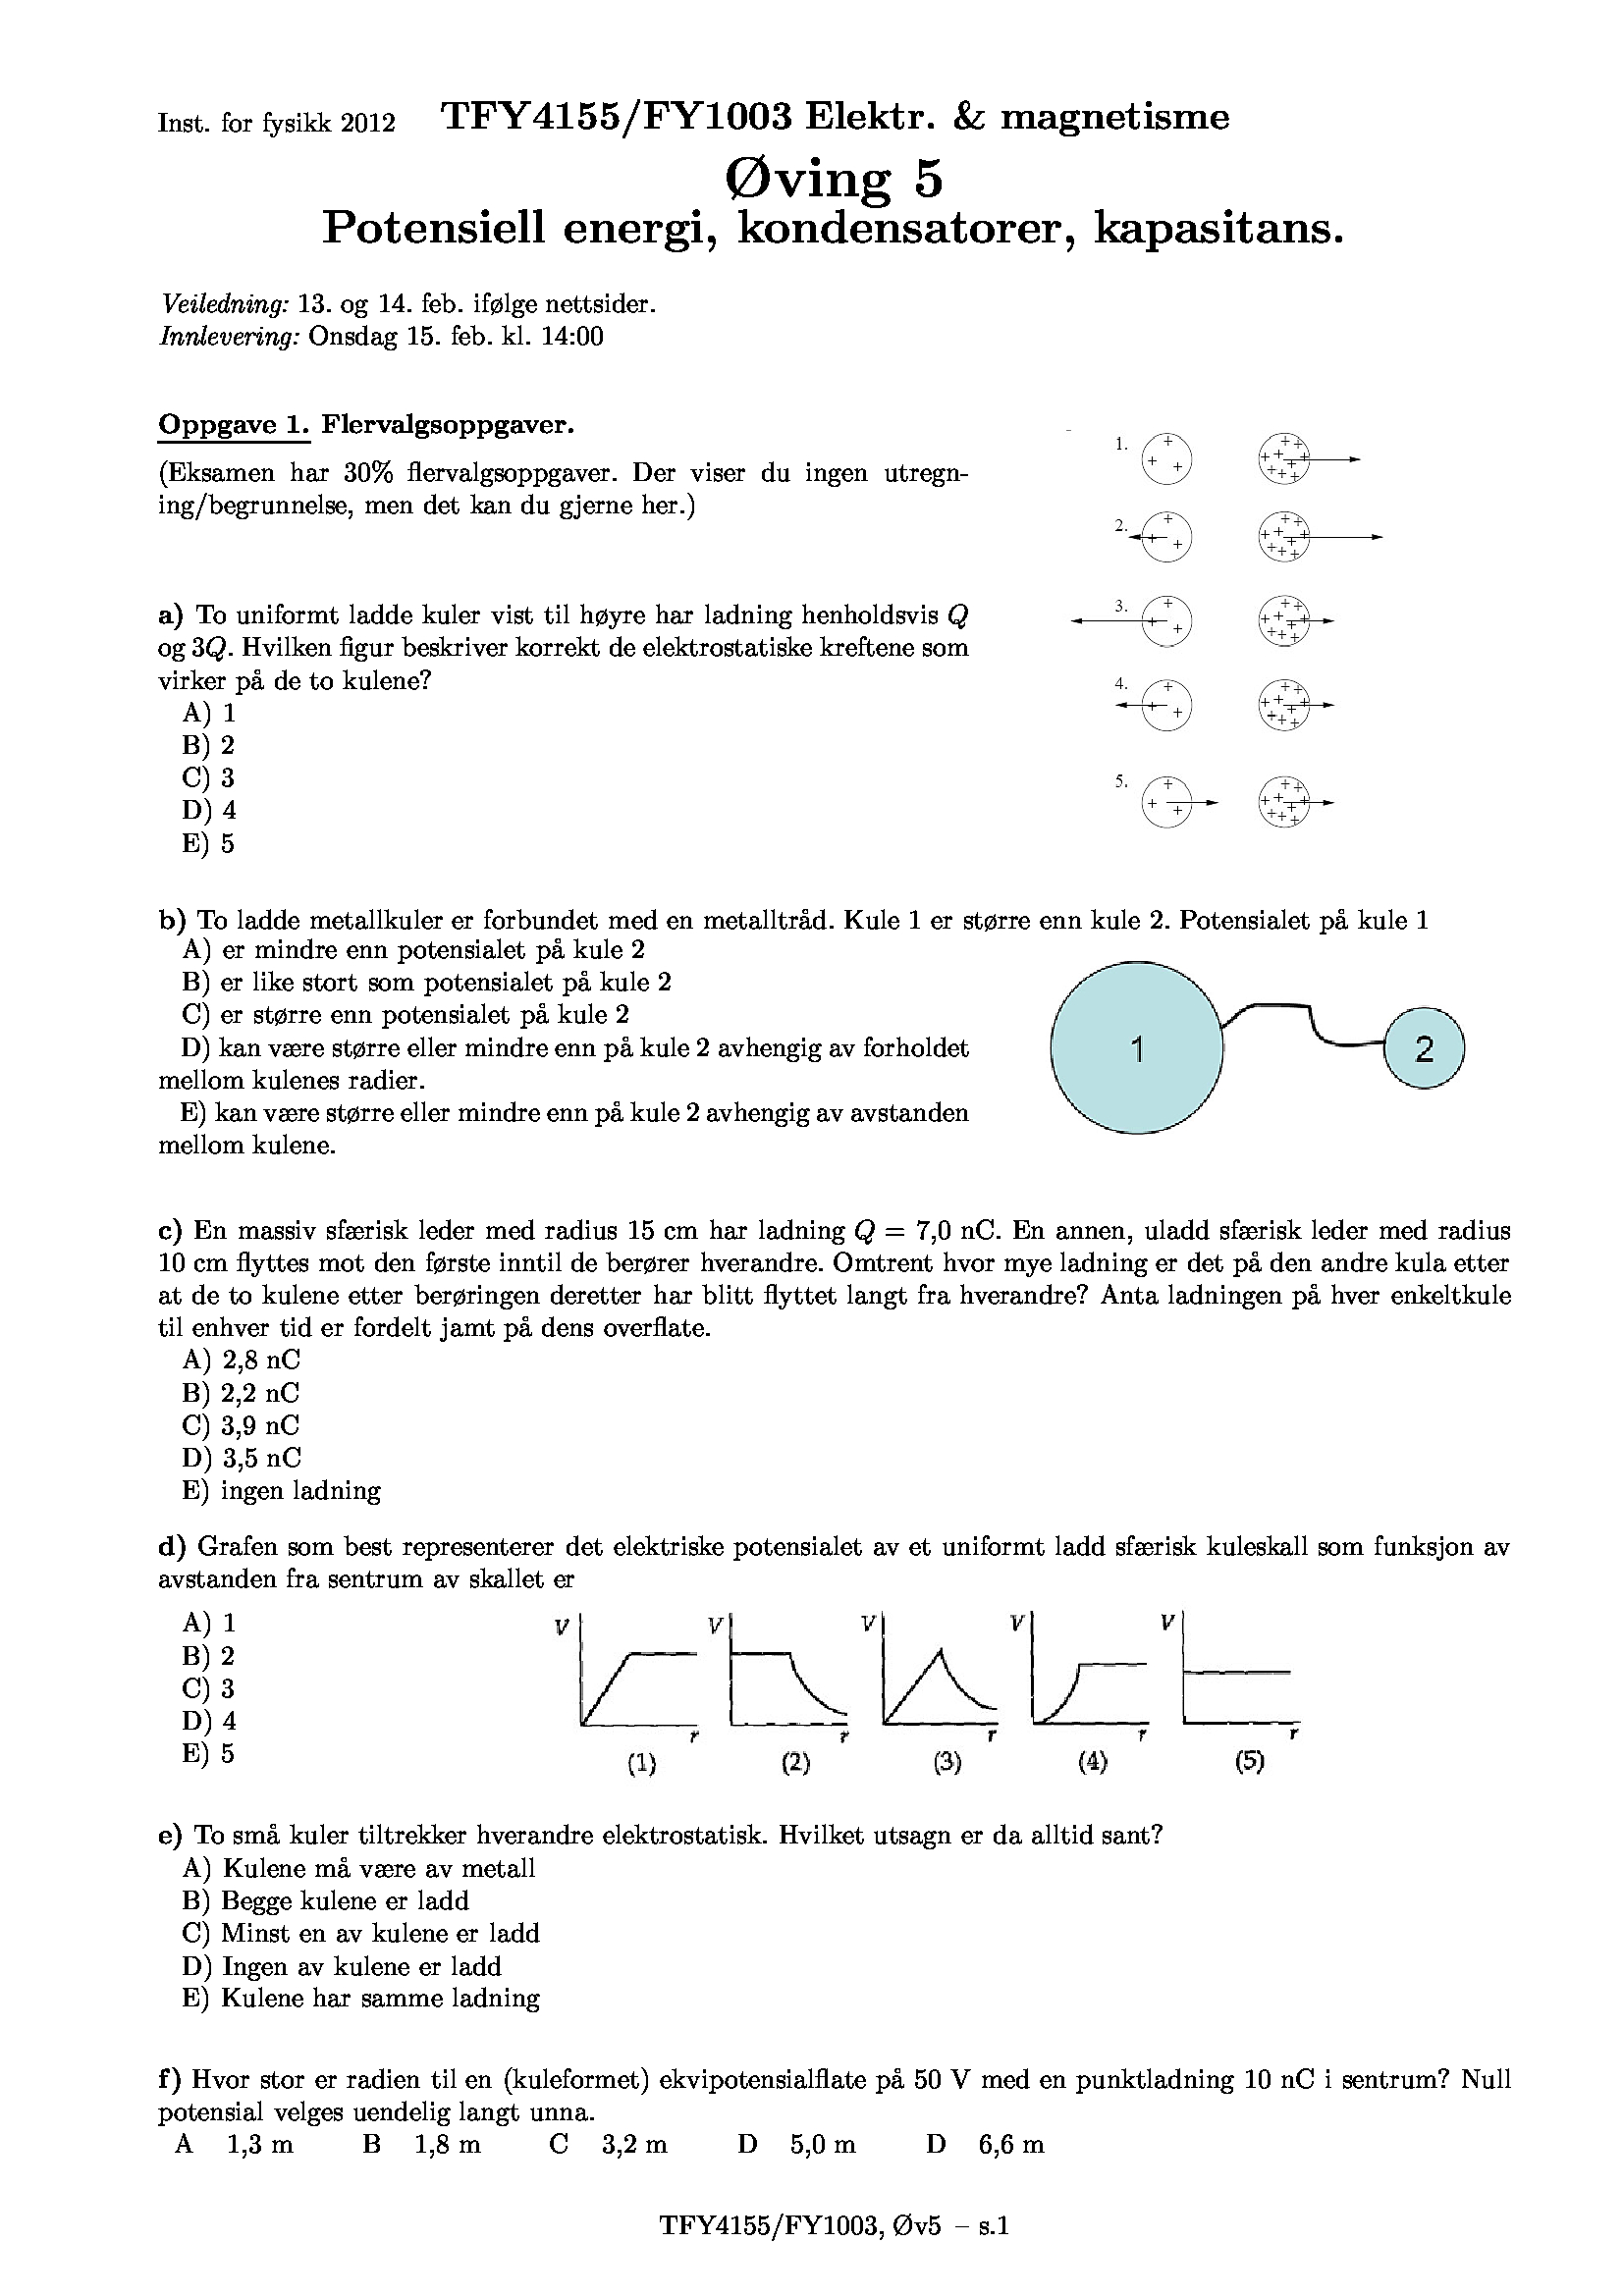 Inst. for fysikk 2012 TFY4155/FY1003 Elektr. & magnetisme
Øving 5
Potensiell energi, kondensatorer, kapasitans.
Veiledning: 13. og 14. feb. ifølge nettsider.
Innlevering: Onsdag 15. feb. kl. 14:00
Oppgave 1. Flervalgsoppgaver.
(Eksamen har 30% flervalgsoppgaver. Der viser du ingen utregn-
ing/begrunnelse, men det kan du gjerne her.)
a) To uniformt ladde kuler vist til høyre har ladning henholdsvis Q
og 3Q. Hvilken figur beskriver korrekt de elektrostatiske kreftene som
virker på de to kulene?
A) 1
B) 2
C) 3
D) 4
E) 5
1.
2.
3.
4.
5.
b) To ladde metallkuler er forbundet med en metalltråd. Kule 1 er større enn kule 2. Potensialet på kule 1
A) er mindre enn potensialet på kule 2
B) er like stort som potensialet på kule 2
C) er større enn potensialet på kule 2
D) kan være større eller mindre enn på kule 2 avhengig av forholdet
mellom kulenes radier.
E) kan være større eller mindre enn på kule 2 avhengig av avstanden
mellom kulene.
1 2
c) En massiv sfærisk leder med radius 15 cm har ladning Q = 7,0 nC. En annen, uladd sfærisk leder med radius
10 cm flyttes mot den første inntil de berører hverandre. Omtrent hvor mye ladning er det på den andre kula etter
at de to kulene etter berøringen deretter har blitt flyttet langt fra hverandre? Anta ladningen på hver enkeltkule
til enhver tid er fordelt jamt på dens overflate.
A) 2,8 nC
B) 2,2 nC
C) 3,9 nC
D) 3,5 nC
E) ingen ladning
d) Grafen som best representerer det elektriske potensialet av et uniformt ladd sfærisk kuleskall som funksjon av
avstanden fra sentrum av skallet er
A) 1
B) 2
C) 3
D) 4
E) 5
V V V V V
r r r r r
(1) (2) (3) (4) (5)
e) To små kuler tiltrekker hverandre elektrostatisk. Hvilket utsagn er da alltid sant?
A) Kulene må være av metall
B) Begge kulene er ladd
C) Minst en av kulene er ladd
D) Ingen av kulene er ladd
E) Kulene har samme ladning
f) Hvor stor er radien til en (kuleformet) ekvipotensialflate på 50 V med en punktladning 10 nC i sentrum? Null
potensial velges uendelig langt unna.
A 1,3 m B 1,8 m C 3,2 m D 5,0 m D 6,6 m
TFY4155/FY1003, Øv5 – s.1